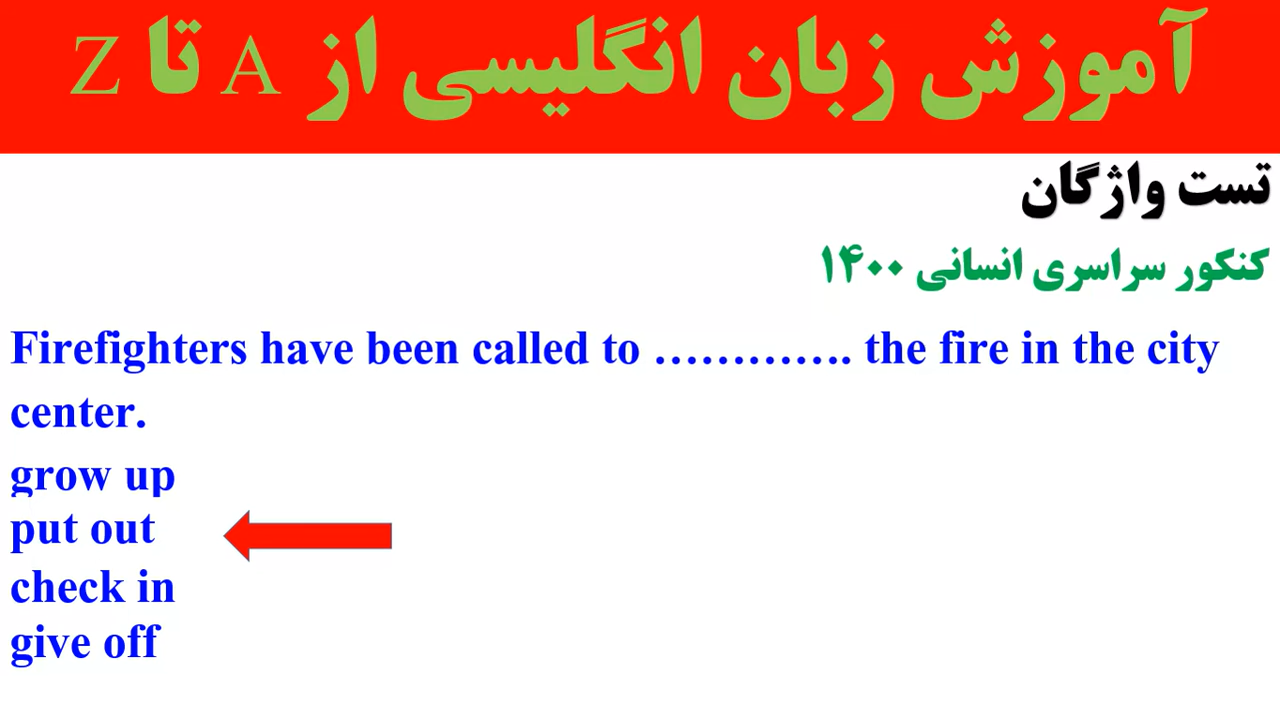 آموزش زبان انگلیسی از A تا Z
تست واژگان
کنکور سراسری انسانی ۱۴۰۰
Firefighters have been called to …………. the fire in the city
center.
grow up
put out
check in
give off